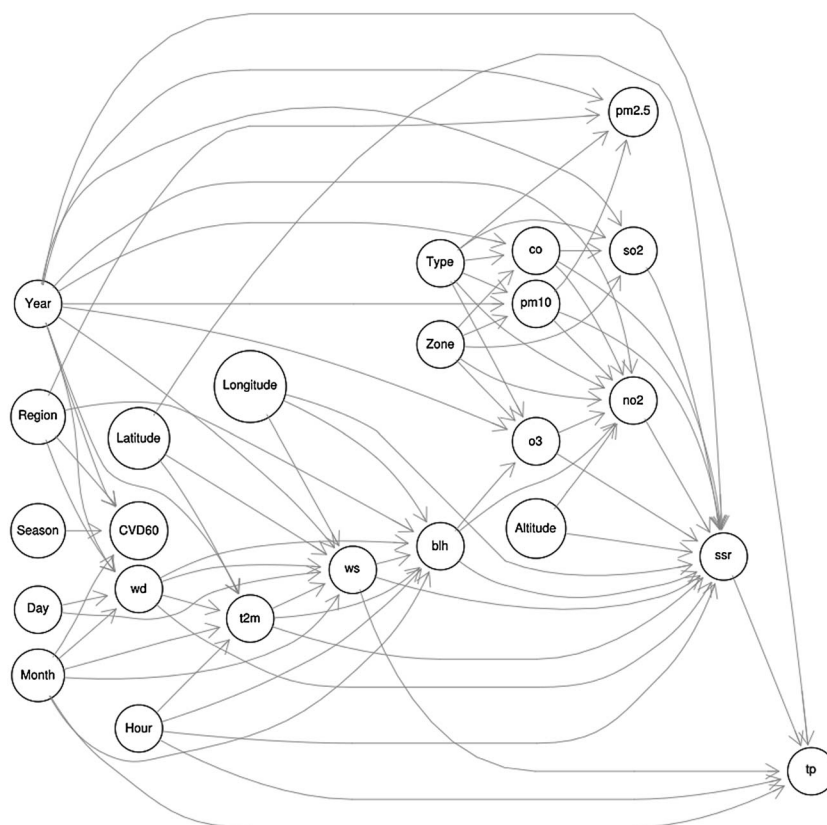 pm2.5
Type
co
so2
Year
pm10
Zone
Longitude
no2
Region
Latitude
o3
Season
CVD60
Altitude
blh
ssr
ws
wd
Day
t2m
Month
Hour
tp